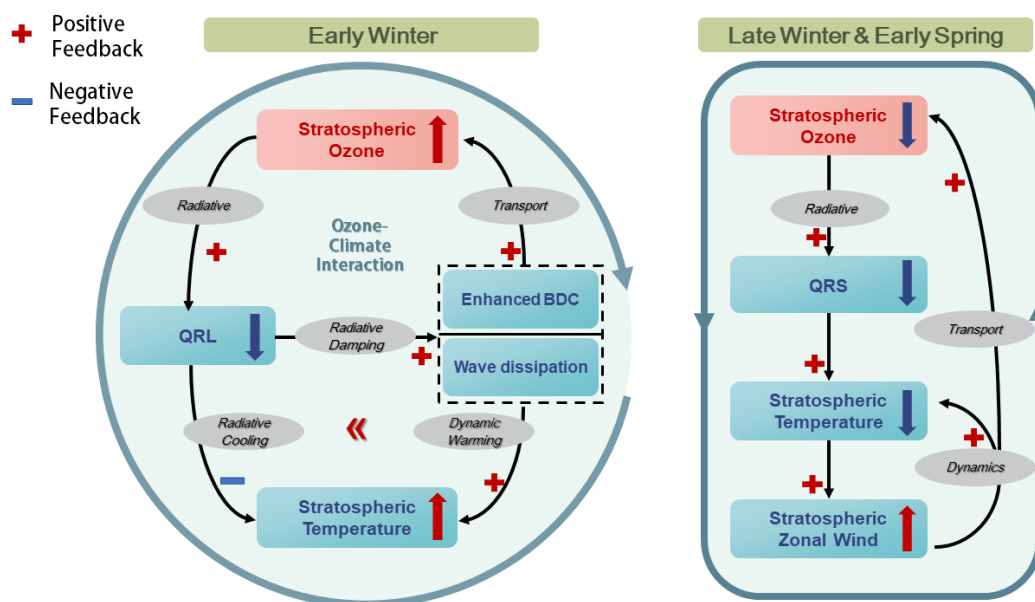 Positive
Feedback
Negative
Feedback
Early Winter
Stratospheric
Ozone
Radiative
Transport
Ozone-
Climate
Interaction
QRL
Radiative
Damping
Enhanced BDC
Wave dissipation
Radiative
Cooling
«
Dynamic
Warming
Stratospheric
Temperature
Late Winter & Early Spring
Stratospheric
Ozone
Radiative
QRS
Transport
Stratospheric
Temperature
Dynamics
Stratospheric
Zonal Wind